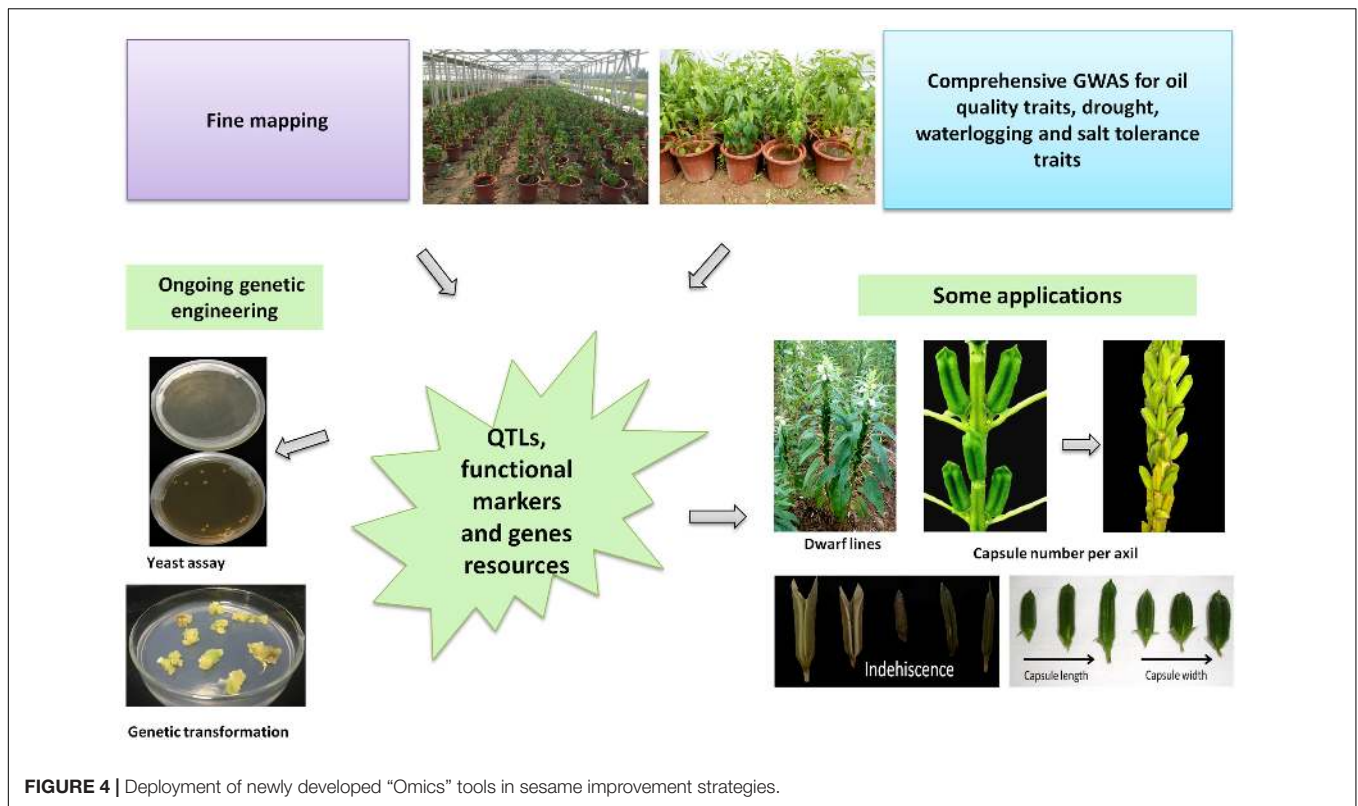 Fine mapping
Comprehensive GWAS for oil
quality traits, drought,
waterlogging and salt tolerance
traits
Ongoing genetic
engineering
Some applications
Yeast assay
Genetic transformation
QTLs,
functional
markers
and genes
resources
Dwarf lines
Capsule number per axil
Indehiscence
Capsule length
Capsule width
FIGURE 4 | Deployment of newly developed “Omics” tools in sesame improvement strategies.